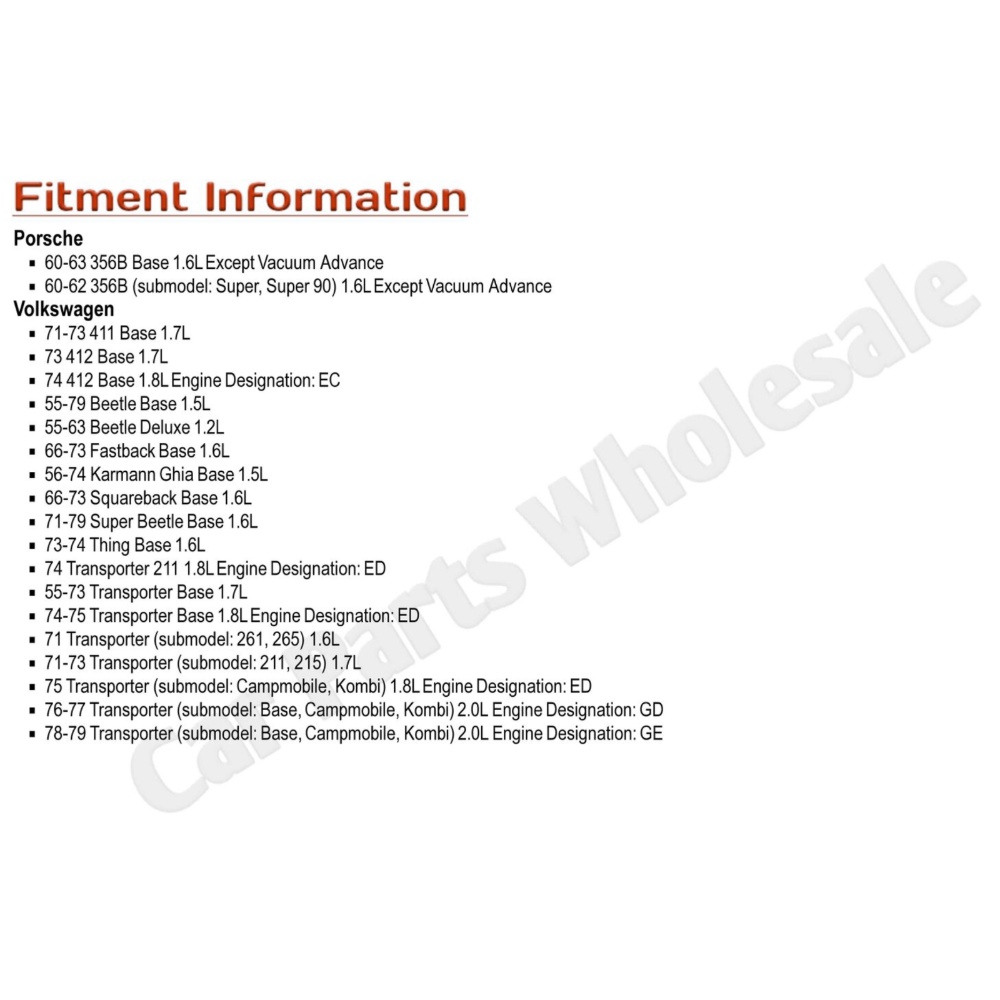 Fitment Information
Porsche
▪ 60-63 356B Base 1.6L Except Vacuum Advance
▪ 60-62 356B (submodel: Super, Super 90) 1.6L Except Vacuum Advance
Volkswagen
▪ 71-73 411 Base 1.7L
▪ 73 412 Base 1.7L
▪ 74 412 Base 1.8L Engine Designation: EC
▪ 55-79 Beetle Base 1.5L
▪ 55-63 Beetle Deluxe 1.2L
▪ 66-73 Fastback Base 1.6L
▪ 56-74 Karmann Ghia Base 1.5L
▪ 66-73 Squareback Base 1.6L
▪ 71-79 Super Beetle Base 1.6L
▪ 73-74 Thing Base 1.6L
▪ 74 Transporter 211 1.8L Engine Designation: ED
▪ 55-73 Transporter Base 1.7L
▪ 74-75 Transporter Base 1.8L Engine Designation: ED
▪ 71 Transporter (submodel: 261, 265) 1.6L
▪ 71-73 Transporter (submodel: 211, 215) 1.7L
▪ 75 Transporter (submodel: Campmobile, Kombi) 1.8L Engine Designation: ED
▪ 76-77 Transporter (submodel: Base, Campmobile, Kombi) 2.0L Engine Designation: GD
▪ 78-79 Transporter (submodel: Base, Campmobile, Kombi) 2.0L Engine Designation: GE
Car Parts Wholesale